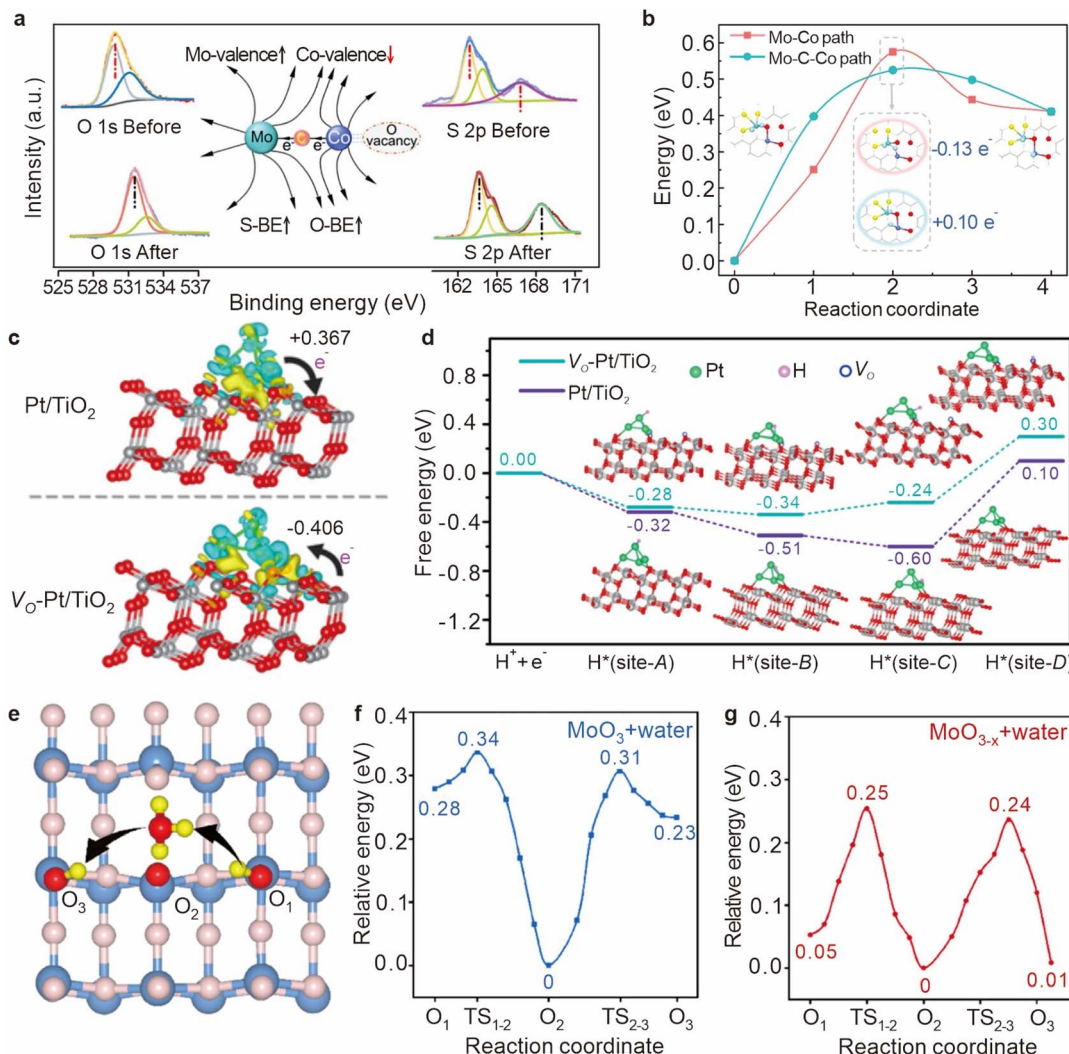 a
Intensity (a.u.)
Mo-valence↑ Co-valence↓
O 1s Before
S 2p Before
Mo
e⁻
C
e⁻
Co
O
vacancy
S-BE↑ O-BE↑
O 1s After
S 2p After
525 528 531 534 537
162 165 168 171
Binding energy (eV)
b
Mo-Co path
Mo-C-Co path
Energy (eV)
0.6
0.5
0.4
0.3
0.2
0.1
0.0
-0.13 e⁻
+0.10 e⁻
0 1 2 3 4
Reaction coordinate
c
+0.367
e⁻
Pt/TiO₂
-0.406
e⁻
V_O-Pt/TiO₂
d
V_O-Pt/TiO₂
Pt/TiO₂
Pt
H
V_O
Free energy (eV)
0.8
0.4
0.0
-0.4
-0.8
-1.2
0.00
-0.28
-0.34
-0.24
0.30
-0.32
-0.51
-0.60
0.10
H⁺+e⁻ H*(site-A) H*(site-B) H*(site-C) H*(site-D)
e
O₃ O₂ O₁
f
MoO₃+water
Relative energy (eV)
0.4
0.3
0.2
0.1
0.0
0.28
0.34
0
0.31
0.23
O₁ TS₁₋₂ O₂ TS₂₋₃ O₃
Reaction coordinate
g
MoO₃₋ₓ+water
Relative energy (eV)
0.4
0.3
0.2
0.1
0.0
0.05
0.25
0
0.24
0.01
O₁ TS₁₋₂ O₂ TS₂₋₃ O₃
Reaction coordinate